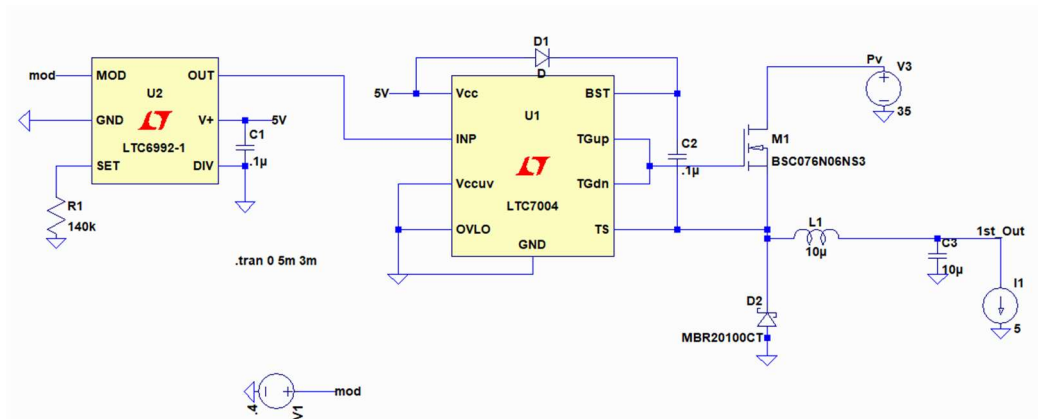 mod
MOD
OUT
U2
GND
V+
5V
LTC6992-1
C1
SET
DIV
.1µ
R1
140k
.tran 0 5m 3m
D1
D
5V
Vcc
BST
U1
INP
TGup
C2
Vccuv
TGdn
.1µ
LTC7004
OVLO
TS
GND
Pv
V3
35
M1
BSC076N06NS3
L1
10µ
1st_Out
C3
10µ
I1
5
D2
MBR20100CT
.4
V1
mod